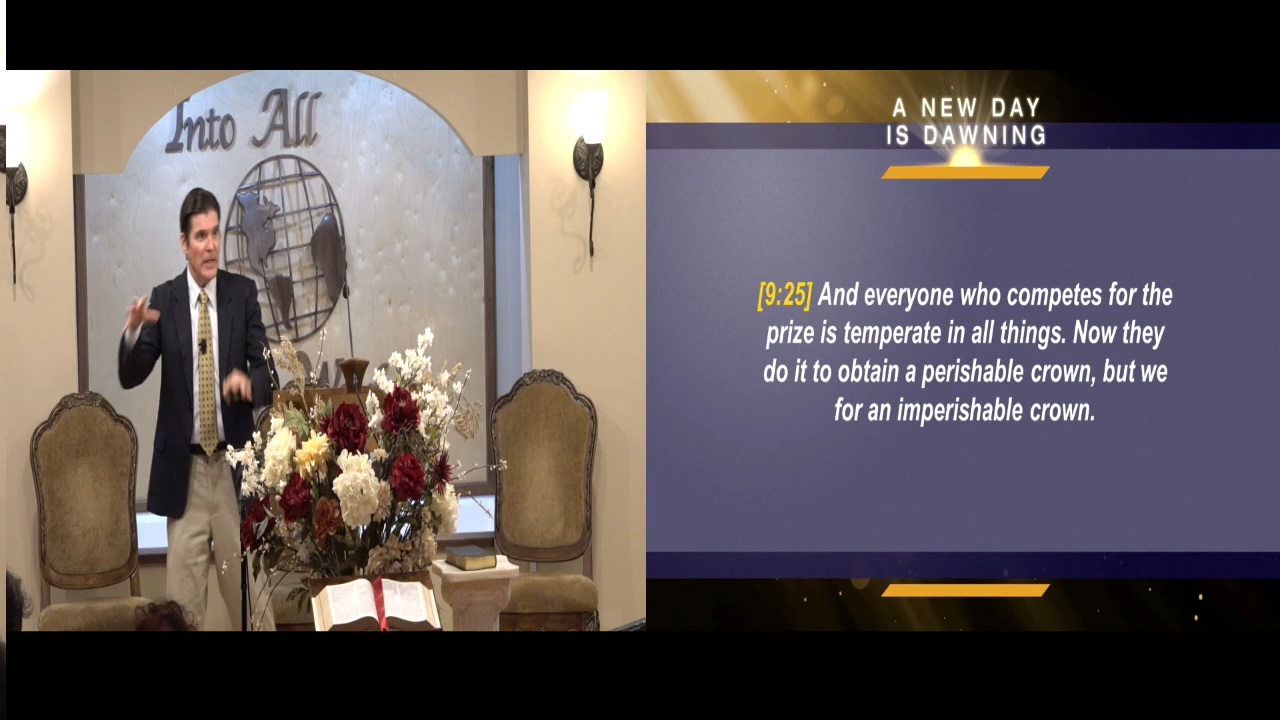 Into All
A NEW DAY
IS DAWNING
[9:25] And everyone who competes for the
prize is temperate in all things. Now they
do it to obtain a perishable crown, but we
for an imperishable crown.